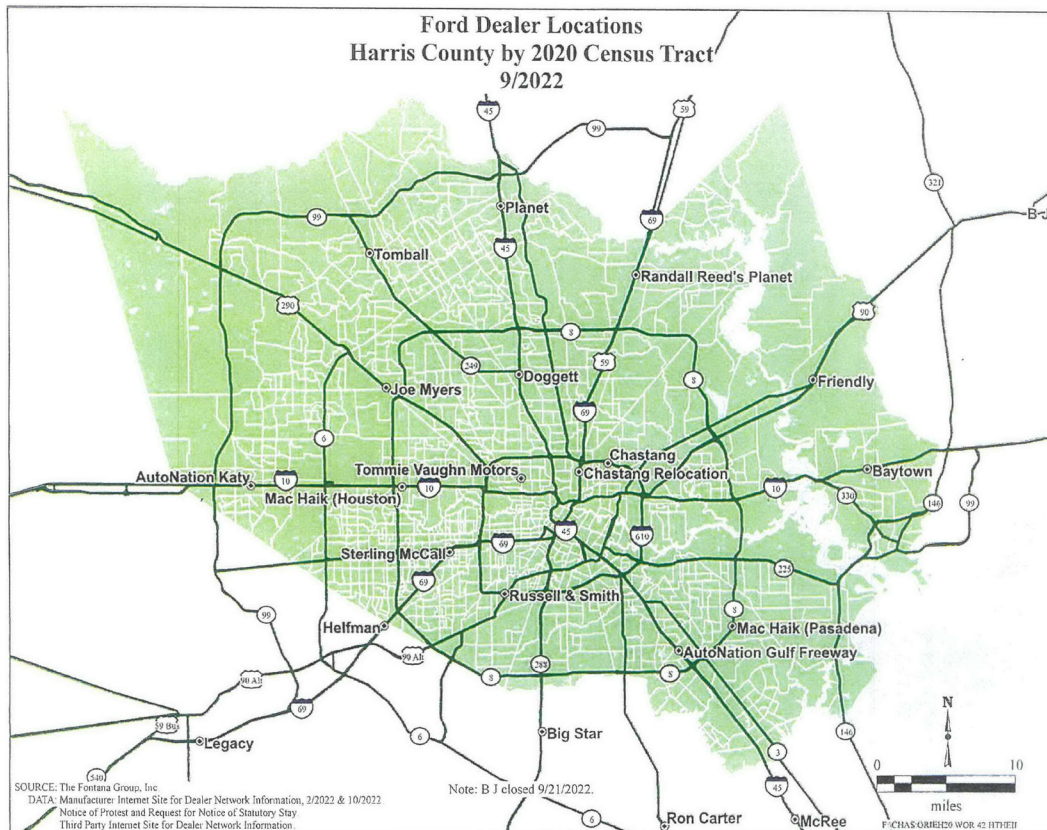 Ford Dealer Locations
Harris County by 2020 Census Tract
9/2022
45
59
99
321
B J
99
Planet
69
45
Tomball
Randall Reed's Planet
290
90
8
59
249
Doggett
8
Friendly
Joe Myers
69
6
Chastang
Tommie Vaughn Motors
Chastang Relocation
Baytown
AutoNation Katy
10
10
10
Mac Haik (Houston)
330
146
99
45
610
69
Sterling McCall
225
69
Russell & Smith
8
99
Helfman
Mac Haik (Pasadena)
AutoNation Gulf Freeway
99 Alt
288
8
8
90 Alt
69
N
59 Bus
Big Star
146
Legacy
6
3
540
0
10
45
miles
SOURCE: The Fontana Group, Inc
DATA: Manufacturer Internet Site for Dealer Network Information, 2/2022 & 10/2022
Notice of Protest and Request for Notice of Statutory Stay
Third Party Internet Site for Dealer Network Information.
Note: B J closed 9/21/2022.
6
Ron Carter
McRee